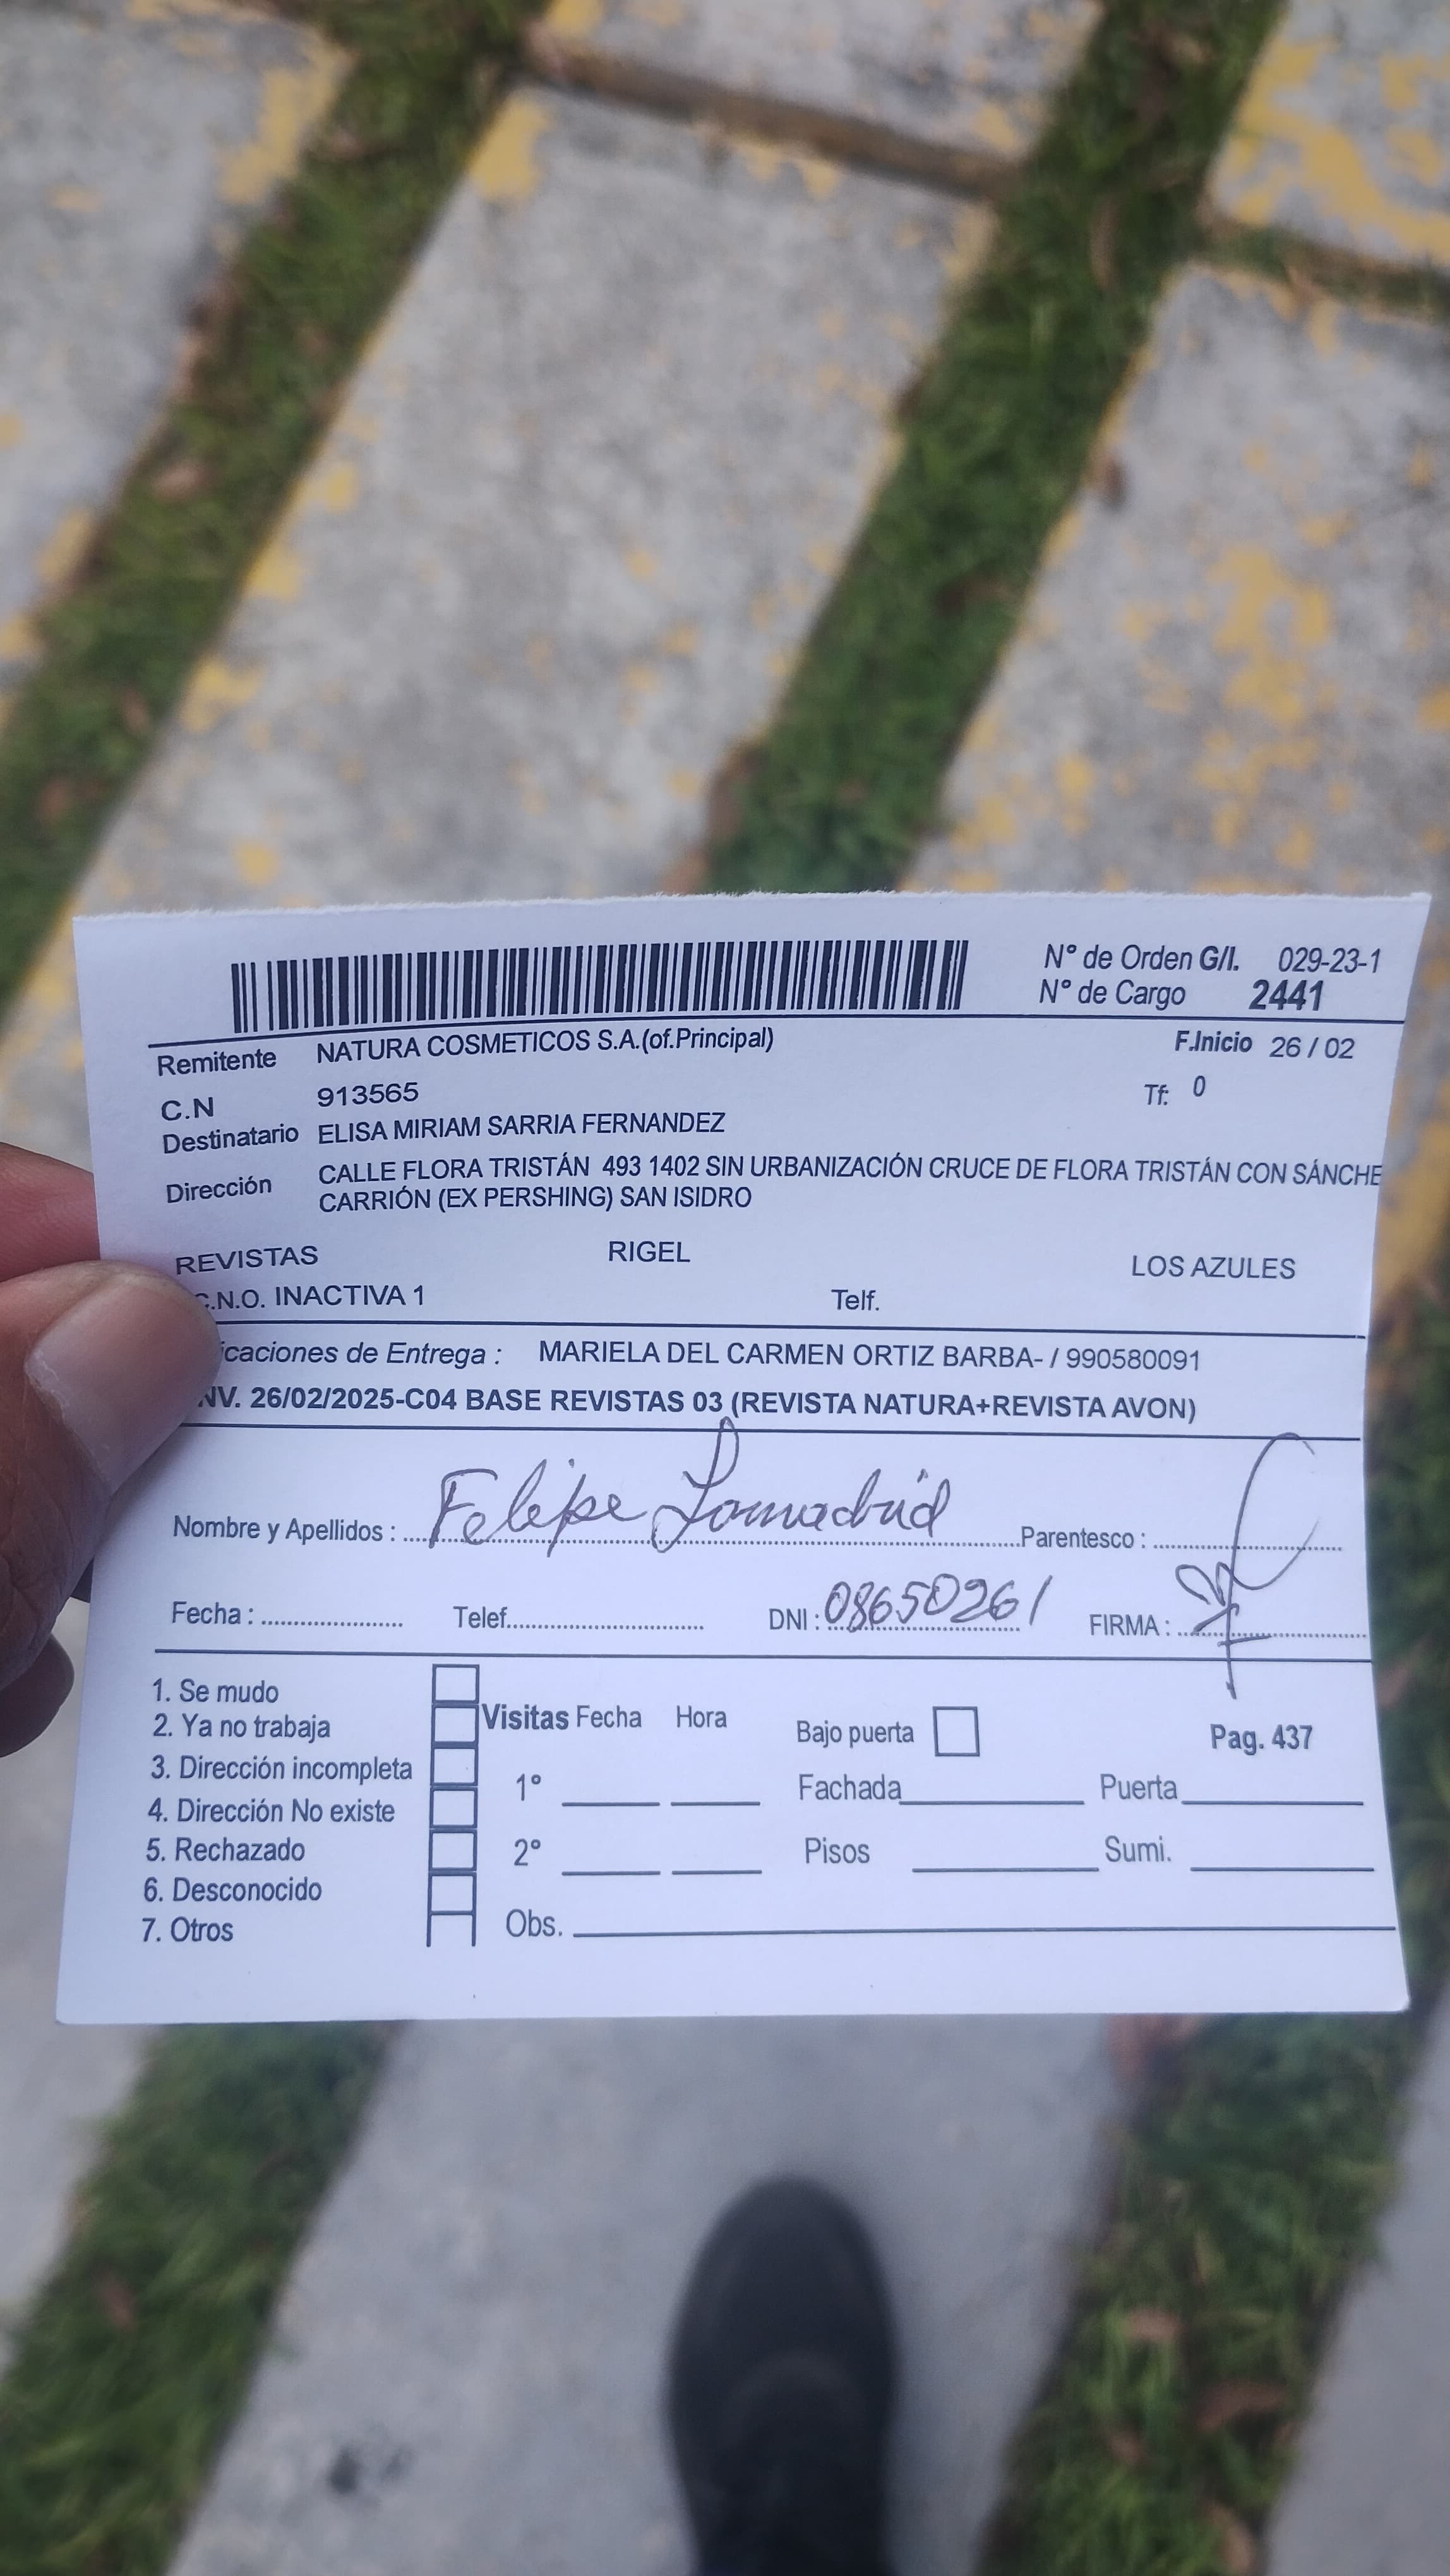 N° de Orden G/I. 029-23-1
N° de Cargo 2441
Remitente NATURA COSMETICOS S.A.(of.Principal) F.Inicio 26 / 02
C.N 913565 Tf: 0
Destinatario ELISA MIRIAM SARRIA FERNANDEZ
Dirección CALLE FLORA TRISTÁN 493 1402 SIN URBANIZACIÓN CRUCE DE FLORA TRISTÁN CON SÁNCHE
CARRIÓN (EX PERSHING) SAN ISIDRO
REVISTAS RIGEL LOS AZULES
C.N.O. INACTIVA 1 Telf.
icaciones de Entrega : MARIELA DEL CARMEN ORTIZ BARBA- / 990580091
NV. 26/02/2025-C04 BASE REVISTAS 03 (REVISTA NATURA+REVISTA AVON)
Nombre y Apellidos : Felipe Lomadrid Parentesco :
Fecha : Telef. DNI : 08650261 FIRMA :
1. Se mudo
2. Ya no trabaja Visitas Fecha Hora Bajo puerta Pag. 437
3. Dirección incompleta
4. Dirección No existe 1° Fachada Puerta
5. Rechazado 2° Pisos Sumi.
6. Desconocido
7. Otros Obs.